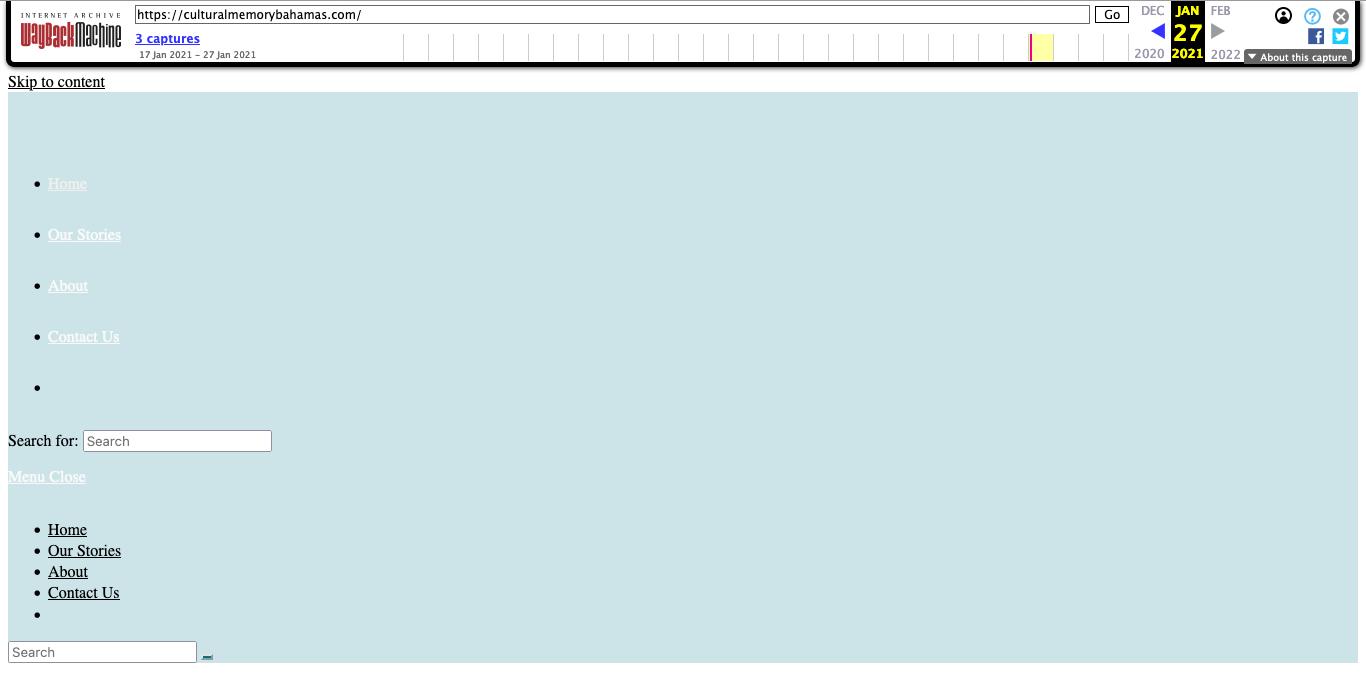 INTERNET ARCHIVE
WayBackMachine
https://culturalmemorybahamas.com/
Go
3 captures
17 Jan 2021 – 27 Jan 2021
DEC JAN FEB
27
2020 2021 2022
f
About this capture
Skip to content
Home
Our Stories
About
Contact Us
Search for: Search
Menu Close
Home
Our Stories
About
Contact Us
Search